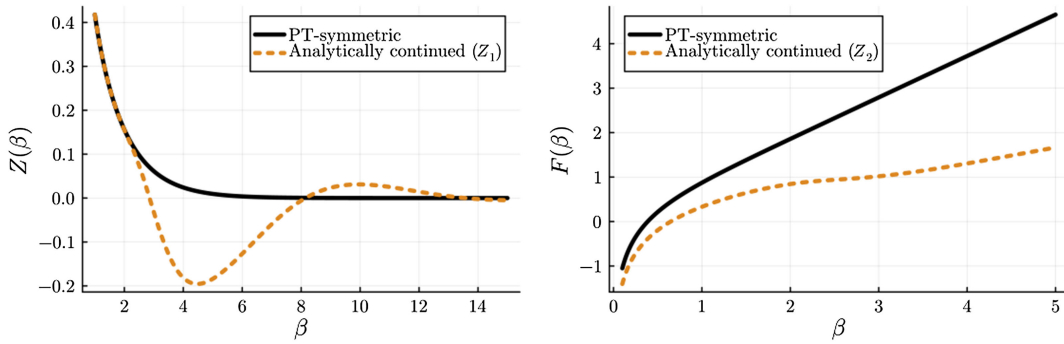 0.4
0.3
0.2
0.1
0.0
−0.1
−0.2
Z(β)
PT-symmetric
Analytically continued (Z₁)
2 4 6 8 10 12 14
β
4
3
2
1
0
−1
F(β)
PT-symmetric
Analytically continued (Z₂)
0 1 2 3 4 5
β